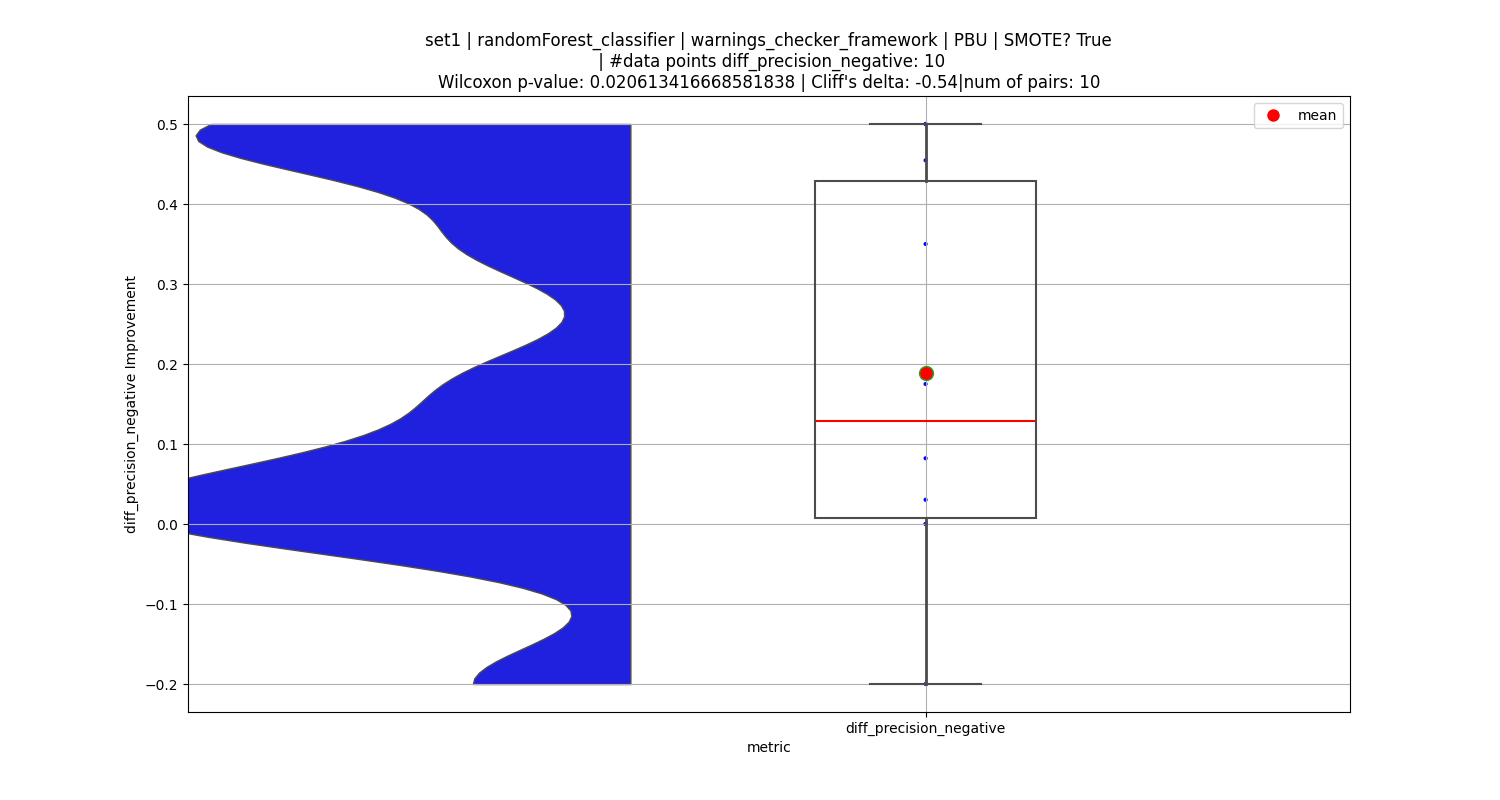 set1 | randomForest_classifier | warnings_checker_framework | PBU | SMOTE? True
| #data points diff_precision_negative: 10
Wilcoxon p-value: 0.020613416668581838 | Cliff's delta: -0.54|num of pairs: 10
mean
0.5
0.4
0.3
0.2
0.1
0.0
−0.1
−0.2
diff_precision_negative Improvement
diff_precision_negative
metric